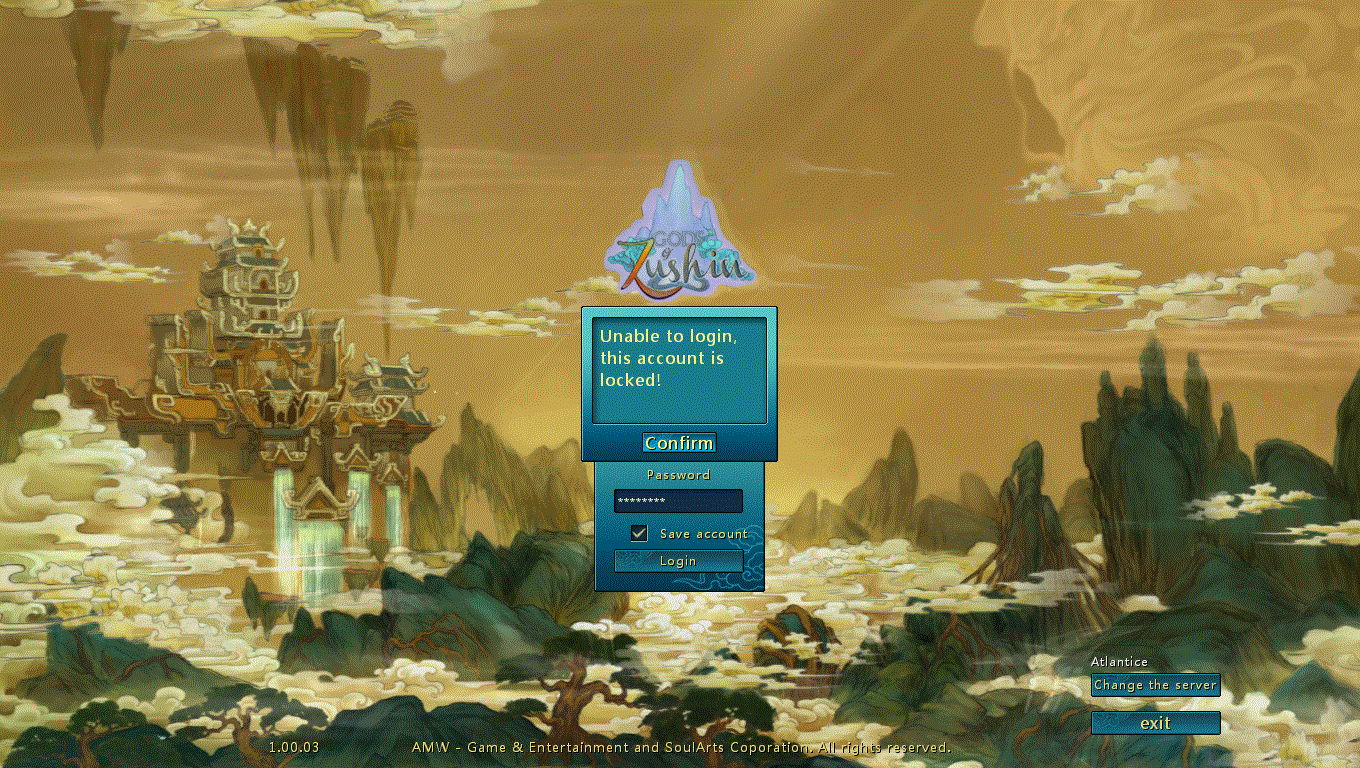 GODS
of
Zushin
Unable to login,
this account is
locked!
Confirm
Password
********
Save account
Login
Atlantice
Change the server
exit
1.00.03
AMW - Game & Entertainment and SoulArts Coporation. All rights reserved.